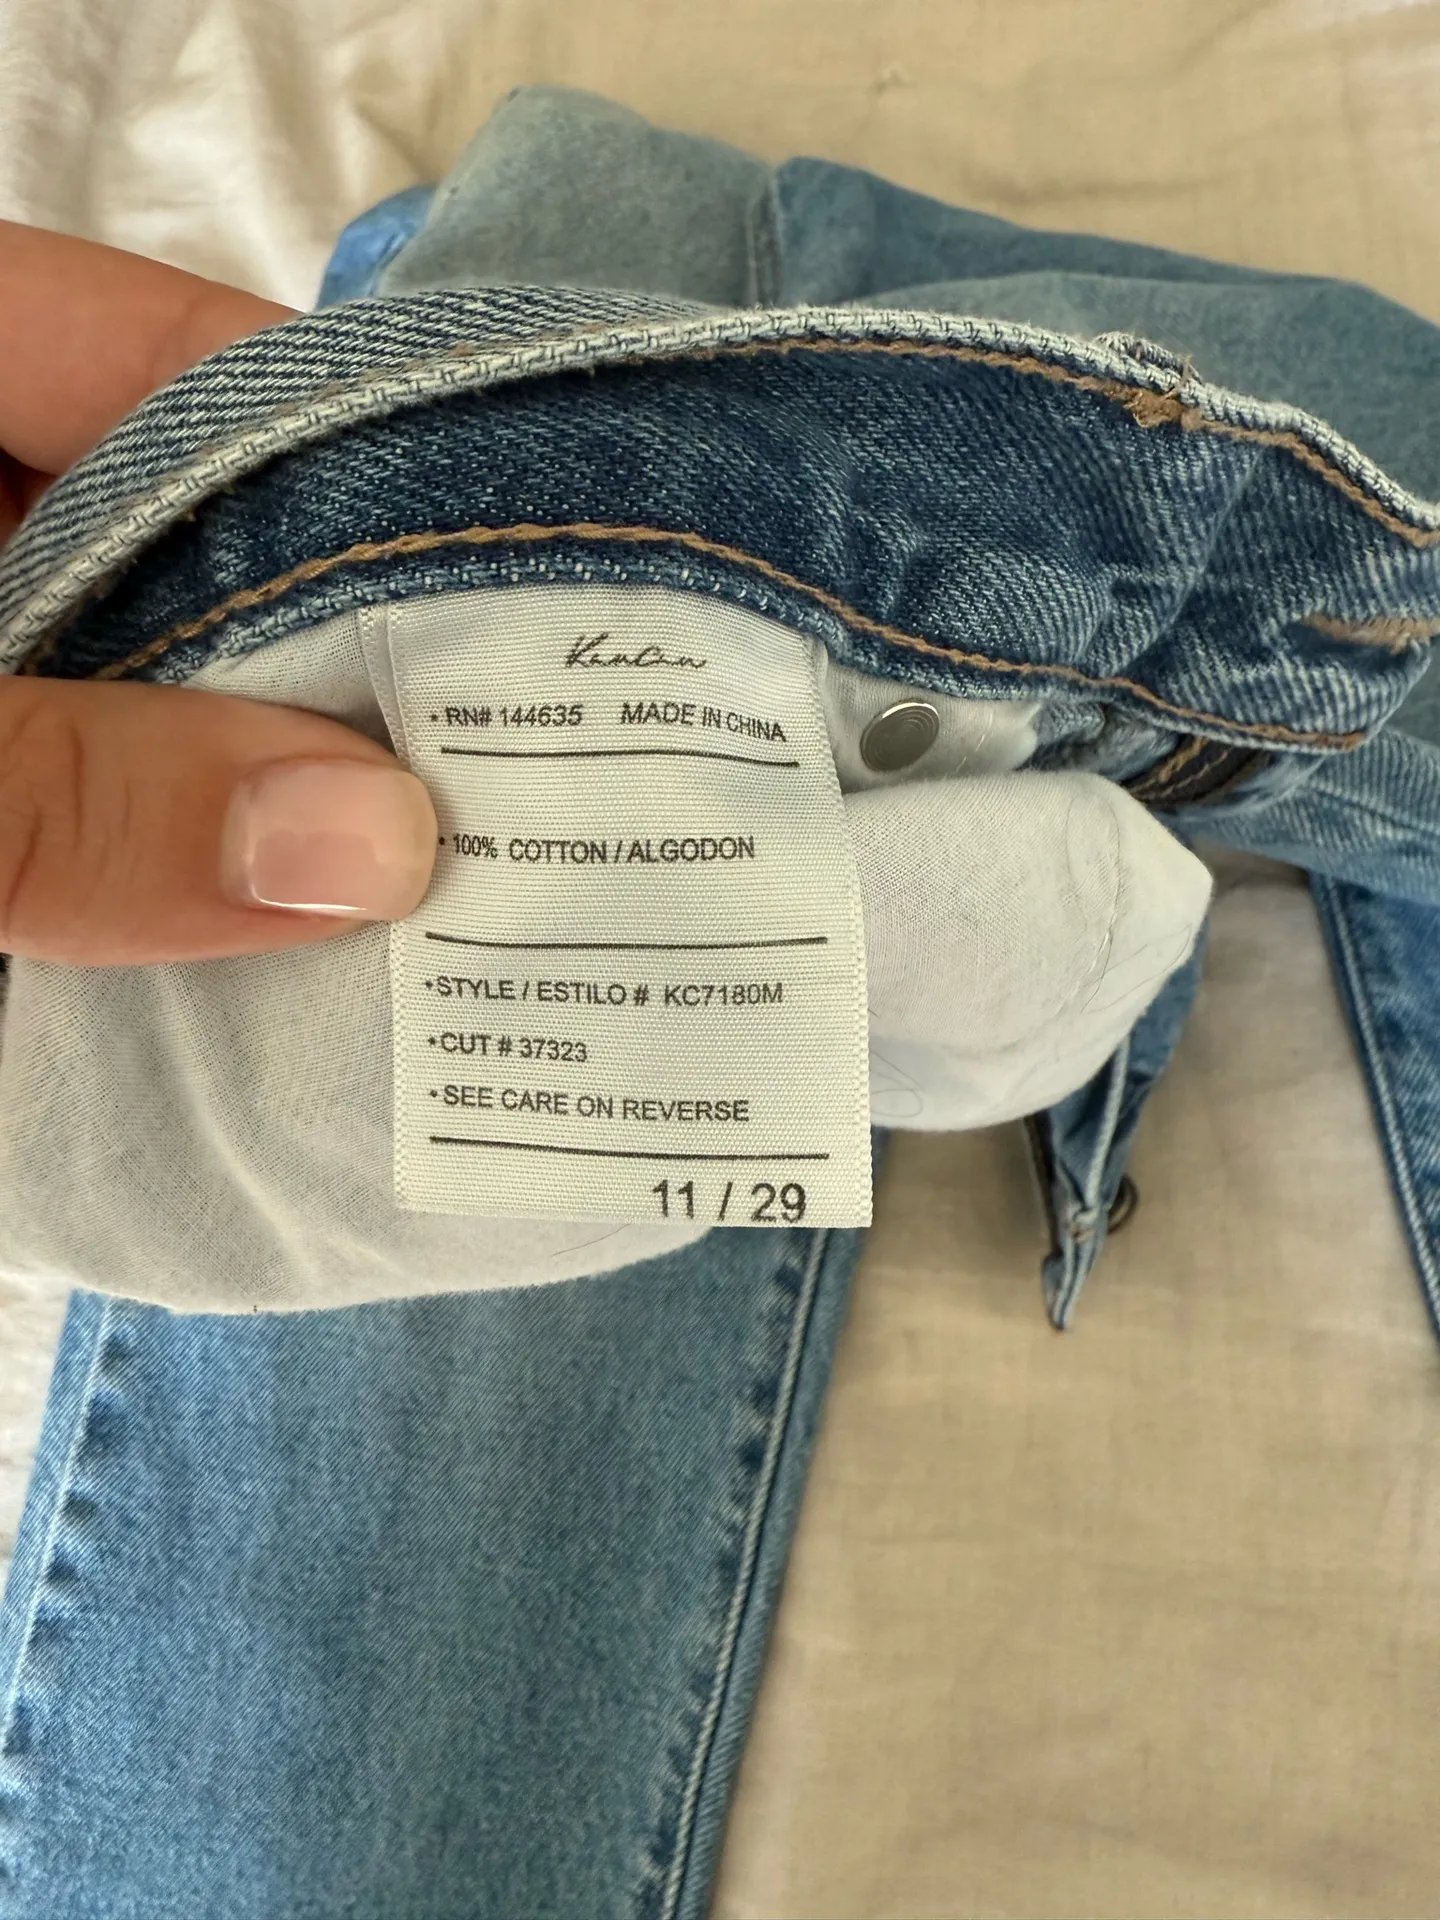 KanCan
• RN# 144635 MADE IN CHINA
• 100% COTTON / ALGODON
• STYLE / ESTILO # KC7180M
• CUT # 37323
• SEE CARE ON REVERSE
11 / 29